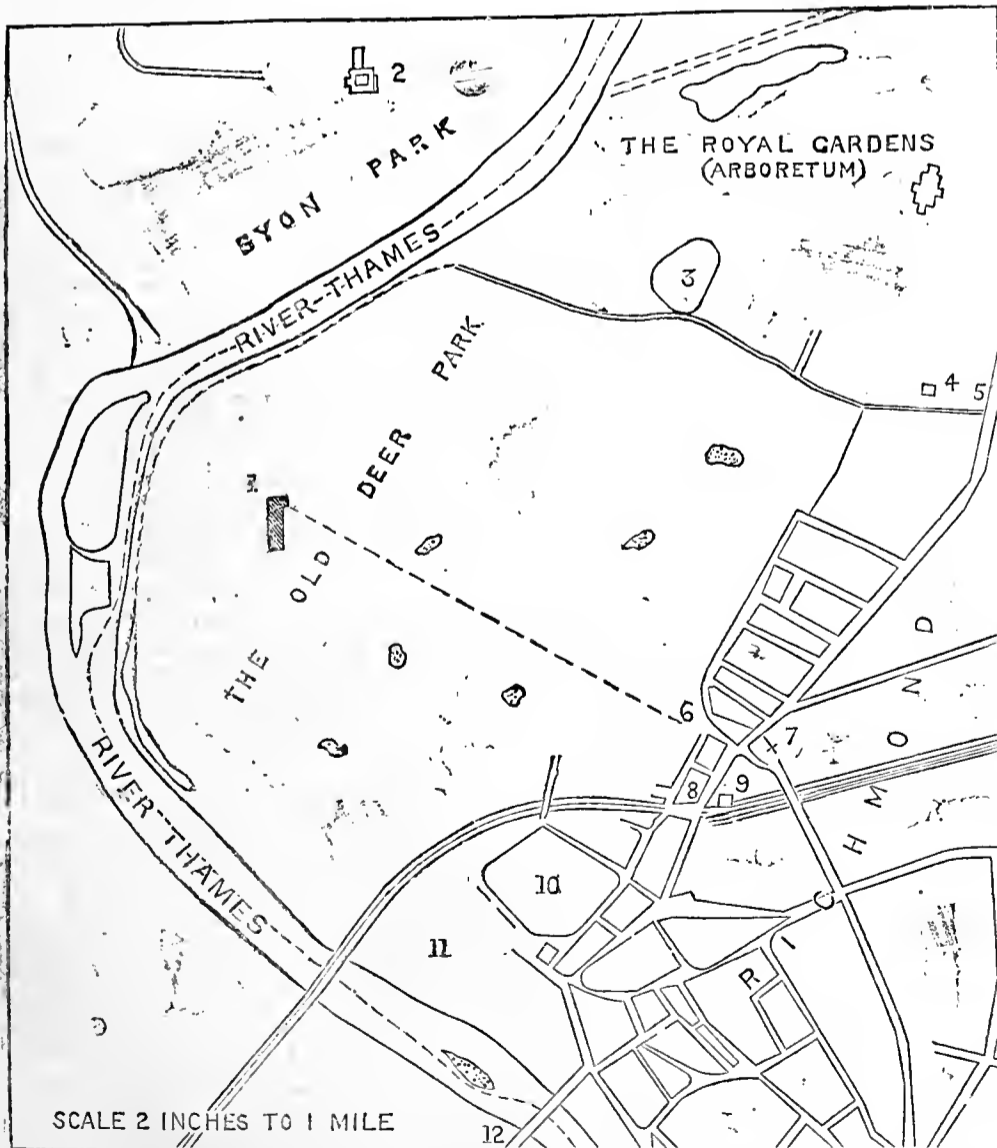 2
SYON PARK
THE ROYAL GARDENS
(ARBORETUM)
RIVER-THAMES
3
4 5
THE OLD DEER PARK
6
7
8
9
10
11
RICHMOND
RIVER THAMES
SCALE 2 INCHES TO 1 MILE
12